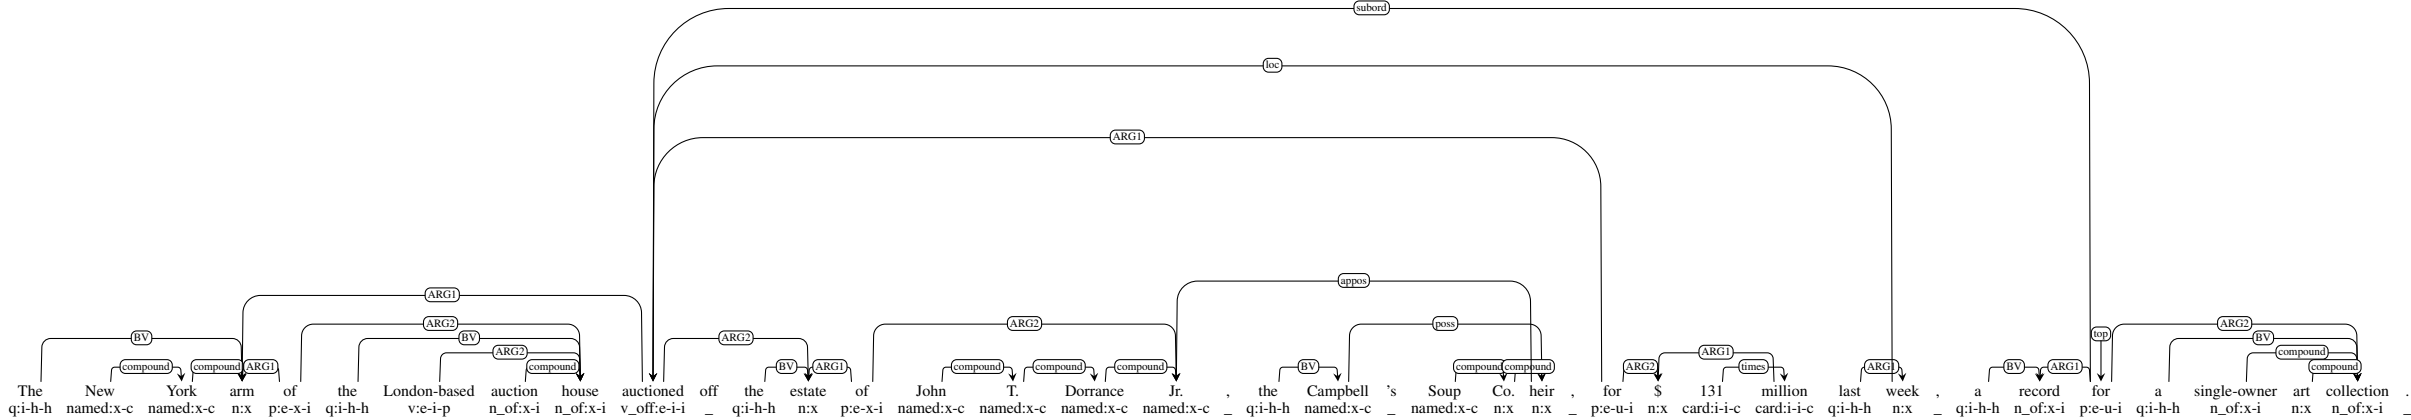 subord
loc
ARG1
appos
ARG1
ARG2 ARG2 poss ARG2
top
BV BV ARG2 BV
ARG2 ARG1 compound
compound compound ARG1 compound BV ARG1 compound compound compound BV compound compound ARG2 times ARG1 BV ARG1 compound
The New York arm of the London-based auction house auctioned off the estate of John T. Dorrance Jr. , the Campbell 's Soup Co. heir , for $ 131 million last week , a record for a single-owner art collection .
q:i-h-h named:x-c named:x-c n:x p:e-x-i q:i-h-h v:e-i-p n_of:x-i n_of:x-i v_off:e-i-i _ q:i-h-h n:x p:e-x-i named:x-c named:x-c named:x-c named:x-c _ q:i-h-h named:x-c _ named:x-c n:x n:x _ p:e-u-i n:x card:i-i-c card:i-i-c q:i-h-h n:x _ q:i-h-h n_of:x-i p:e-u-i q:i-h-h n_of:x-i n:x n_of:x-i _